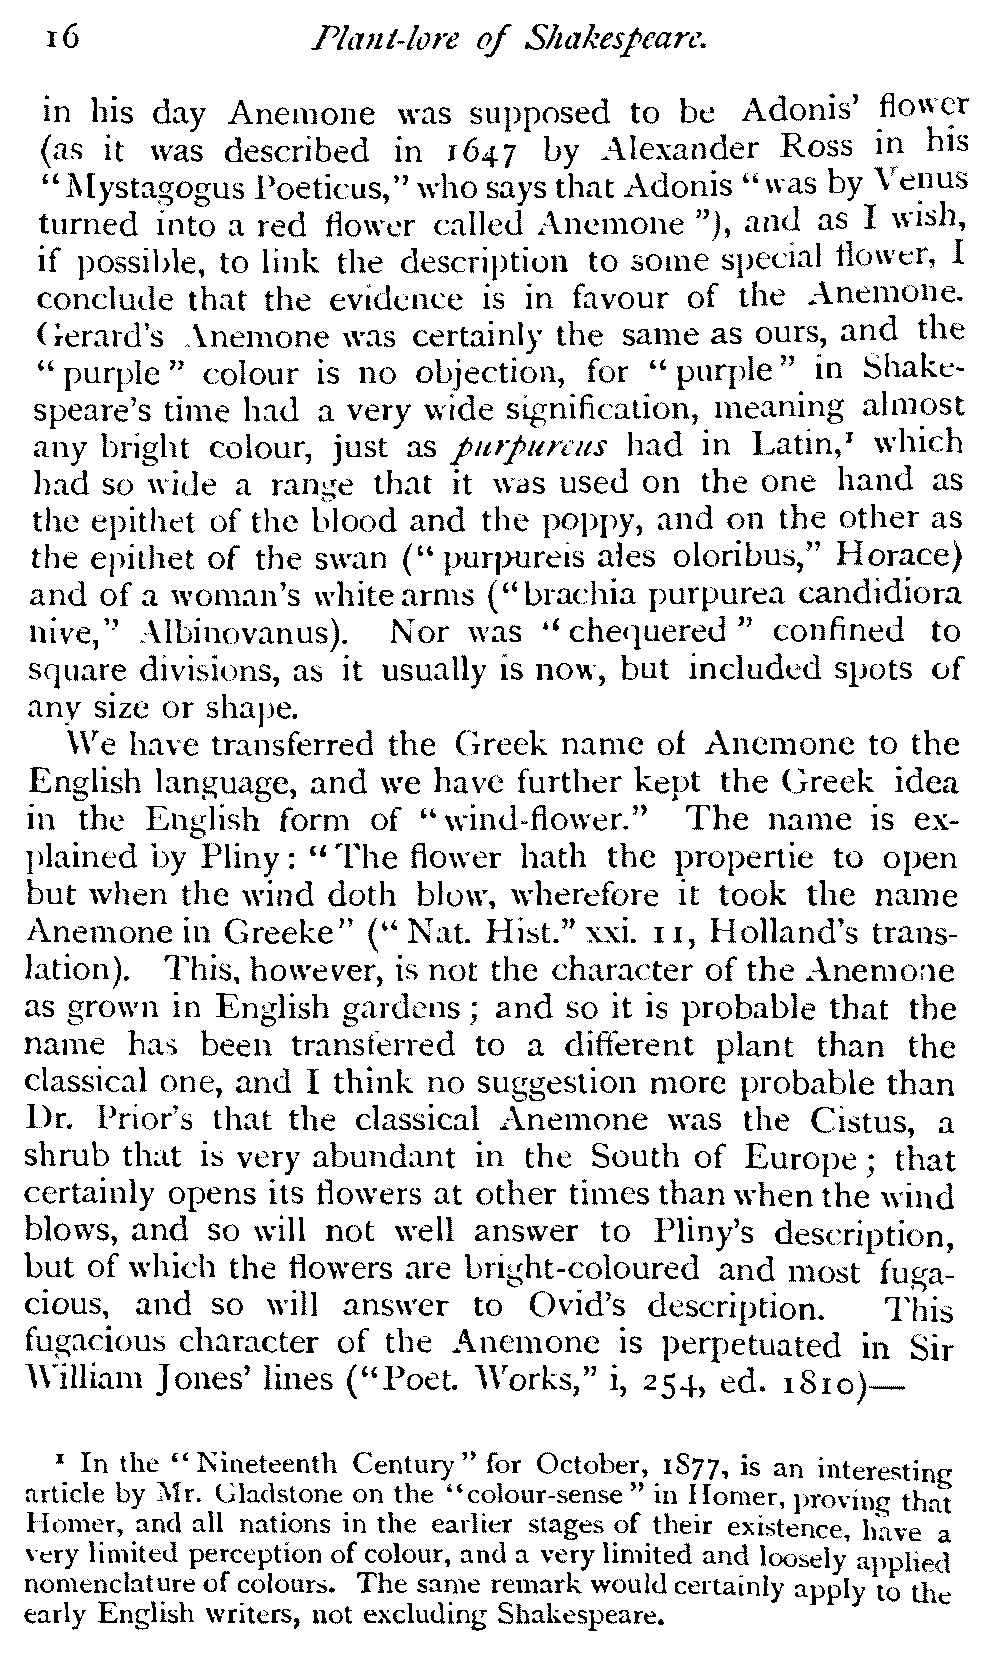 16 Plant-lore of Shakespeare.
in his day Anemone was supposed to be Adonis' flower
(as it was described in 1647 by Alexander Ross in his
“Mystagogus Poeticus,” who says that Adonis “was by Venus
turned into a red flower called Anemone”), and as I wish,
if possible, to link the description to some special flower, I
conclude that the evidence is in favour of the Anemone.
Gerard's Anemone was certainly the same as ours, and the
“purple” colour is no objection, for “purple” in Shake-
speare's time had a very wide signification, meaning almost
any bright colour, just as purpureus had in Latin,¹ which
had so wide a range that it was used on the one hand as
the epithet of the blood and the poppy, and on the other as
the epithet of the swan (“purpureis ales oloribus,” Horace)
and of a woman's white arms (“brachia purpurea candidiora
nive,” Albinovanus). Nor was “chequered” confined to
square divisions, as it usually is now, but included spots of
any size or shape.
We have transferred the Greek name of Anemone to the
English language, and we have further kept the Greek idea
in the English form of “wind-flower.” The name is ex-
plained by Pliny: “The flower hath the propertie to open
but when the wind doth blow, wherefore it took the name
Anemone in Greeke” (“Nat. Hist.” xxi. 11, Holland's trans-
lation). This, however, is not the character of the Anemone
as grown in English gardens; and so it is probable that the
name has been transferred to a different plant than the
classical one, and I think no suggestion more probable than
Dr. Prior's that the classical Anemone was the Cistus, a
shrub that is very abundant in the South of Europe; that
certainly opens its flowers at other times than when the wind
blows, and so will not well answer to Pliny's description,
but of which the flowers are bright-coloured and most fuga-
cious, and so will answer to Ovid's description. This
fugacious character of the Anemone is perpetuated in Sir
William Jones' lines (“Poet. Works,” i, 254, ed. 1810)—
¹ In the “Nineteenth Century” for October, 1877, is an interesting
article by Mr. Gladstone on the “colour-sense” in Homer, proving that
Homer, and all nations in the earlier stages of their existence, have a
very limited perception of colour, and a very limited and loosely applied
nomenclature of colours. The same remark would certainly apply to the
early English writers, not excluding Shakespeare.